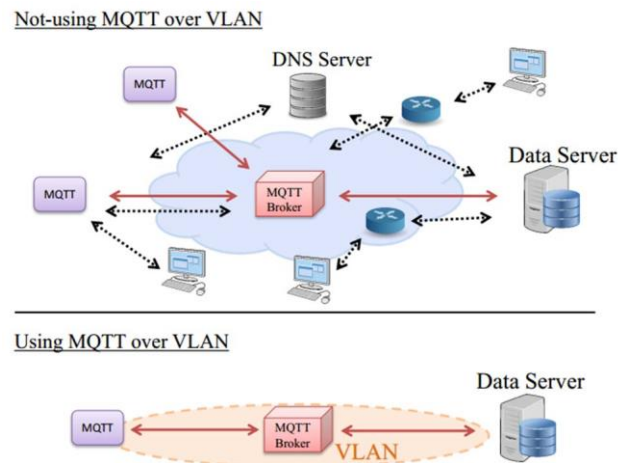 Not-using MQTT over VLAN
DNS Server
MQTT
Data Server
MQTT
MQTT
Broker
Using MQTT over VLAN
Data Server
MQTT
MQTT
Broker
VLAN